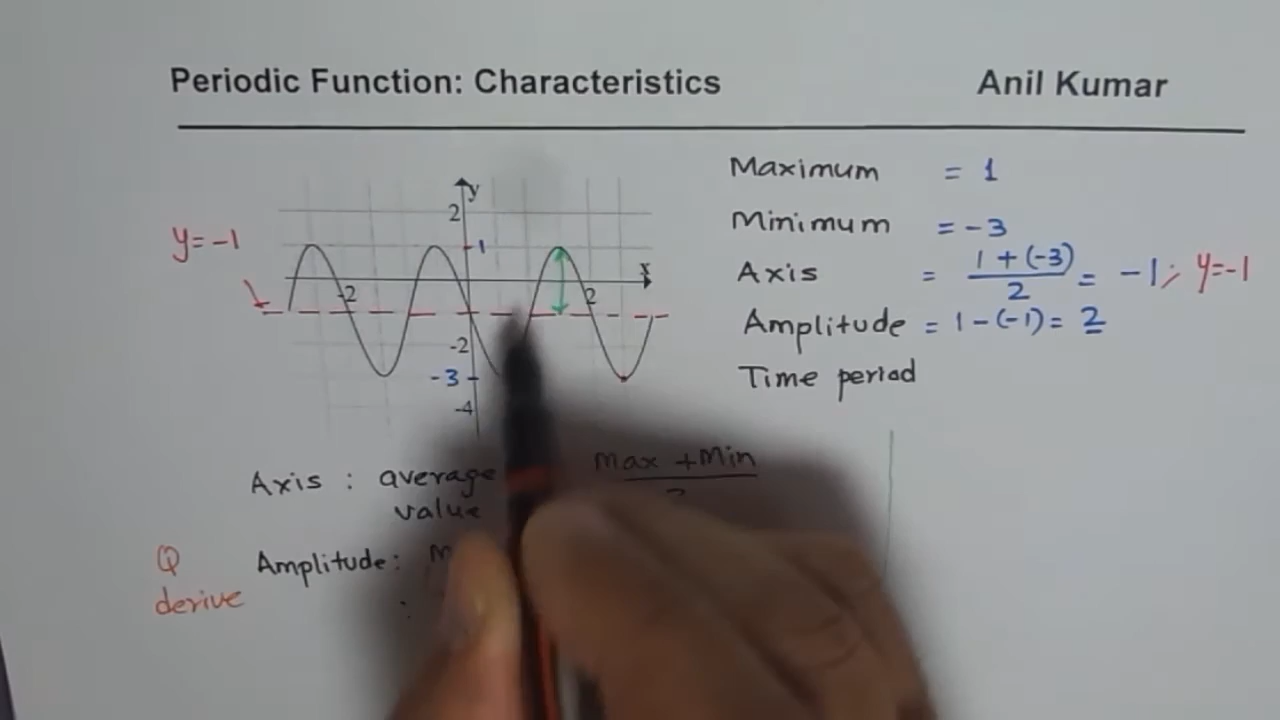 Periodic Function: Characteristics Anil Kumar
Maximum = 1
Minimum = -3
Axis = 1 + (-3) / 2 = -1; y=-1
Amplitude = 1-(-1) = 2
Time period
y=-1
y
2
1
x
-2
2
-2
-3
-4
Axis : average max + Min
value
Q Amplitude:
derive :